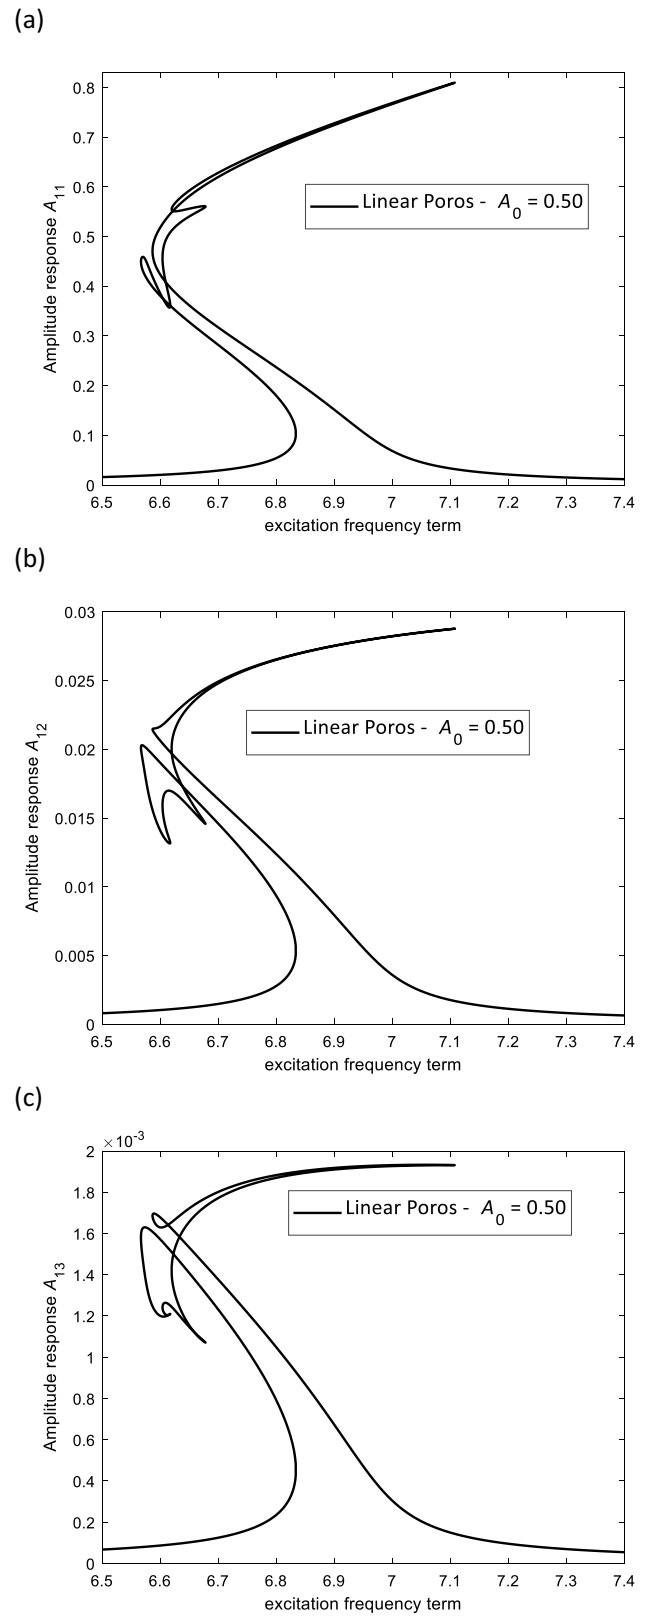 (a)
0.8
0.7
0.6
0.5
0.4
0.3
0.2
0.1
0
Amplitude response A11
Linear Poros - A0 = 0.50
6.5 6.6 6.7 6.8 6.9 7 7.1 7.2 7.3 7.4
excitation frequency term
(b)
0.03
0.025
0.02
0.015
0.01
0.005
0
Amplitude response A12
Linear Poros - A0 = 0.50
6.5 6.6 6.7 6.8 6.9 7 7.1 7.2 7.3 7.4
excitation frequency term
(c)
×10-3
2
1.8
1.6
1.4
1.2
1
0.8
0.6
0.4
0.2
0
Amplitude response A13
Linear Poros - A0 = 0.50
6.5 6.6 6.7 6.8 6.9 7 7.1 7.2 7.3 7.4
excitation frequency term